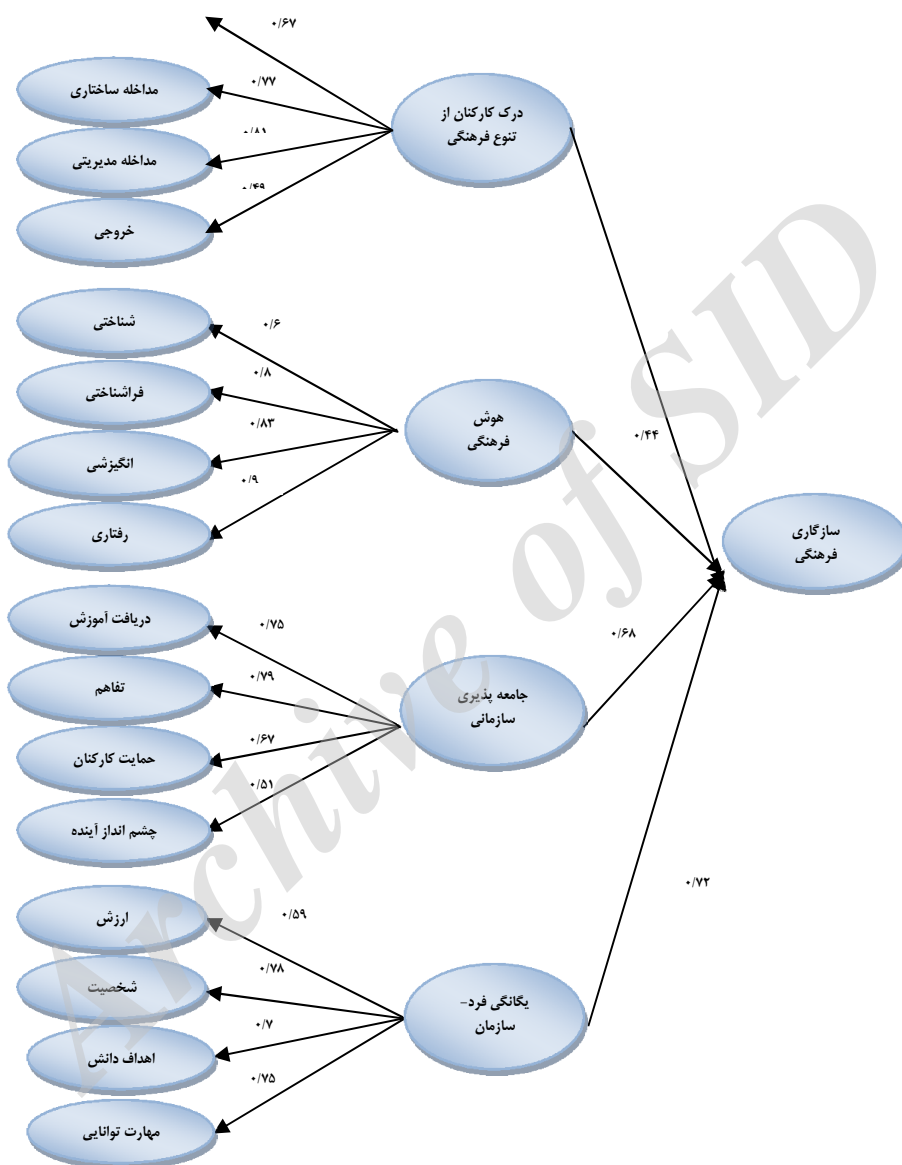 ۰/۶۷
۰/۷۷
مداخله ساختاری
درک کارکنان از
تنوع فرهنگی
۰/۸۱
مداخله مدیریتی
۰/۴۹
خروجی
شناختی
۰/۶
۰/۸
فراشناختی
هوش
فرهنگی
۰/۸۳
۰/۴۴
انگیزشی
۰/۹
رفتاری
سازگاری
فرهنگی
دریافت آموزش
۰/۷۵
۰/۶۸
۰/۷۹
تفاهم
جامعه پذیری
سازمانی
۰/۶۷
حمایت کارکنان
۰/۵۱
چشم انداز آینده
۰/۷۲
ارزش
۰/۵۹
۰/۷۸
شخصیت
یگانگی فرد-
سازمان
۰/۷
اهداف دانش
۰/۷۵
مهارت توانایی
Archive of SID